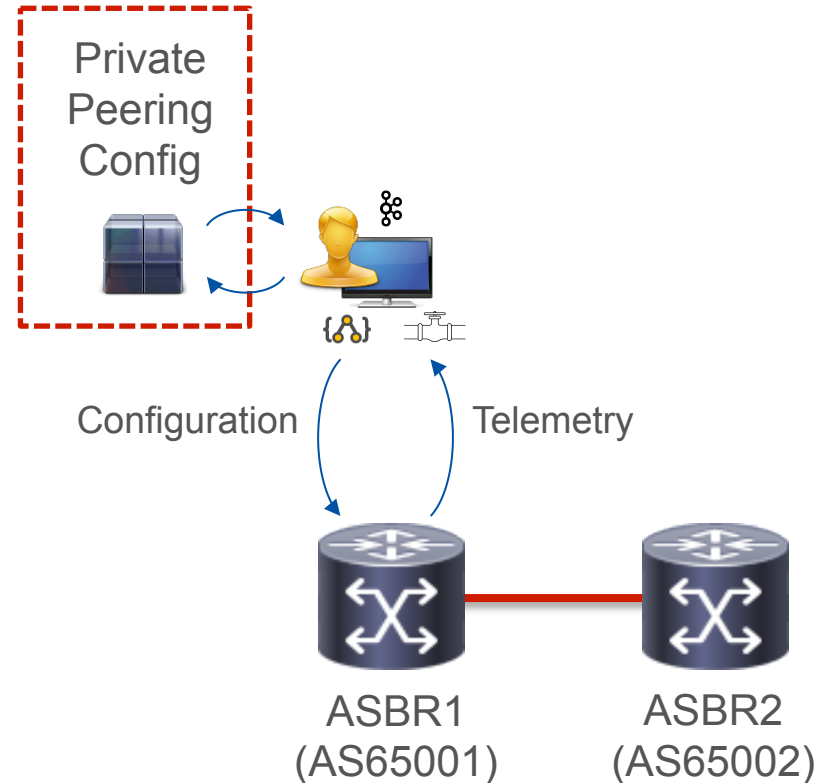 Private
Peering
Config
Configuration
Telemetry
ASBR1
(AS65001)
ASBR2
(AS65002)